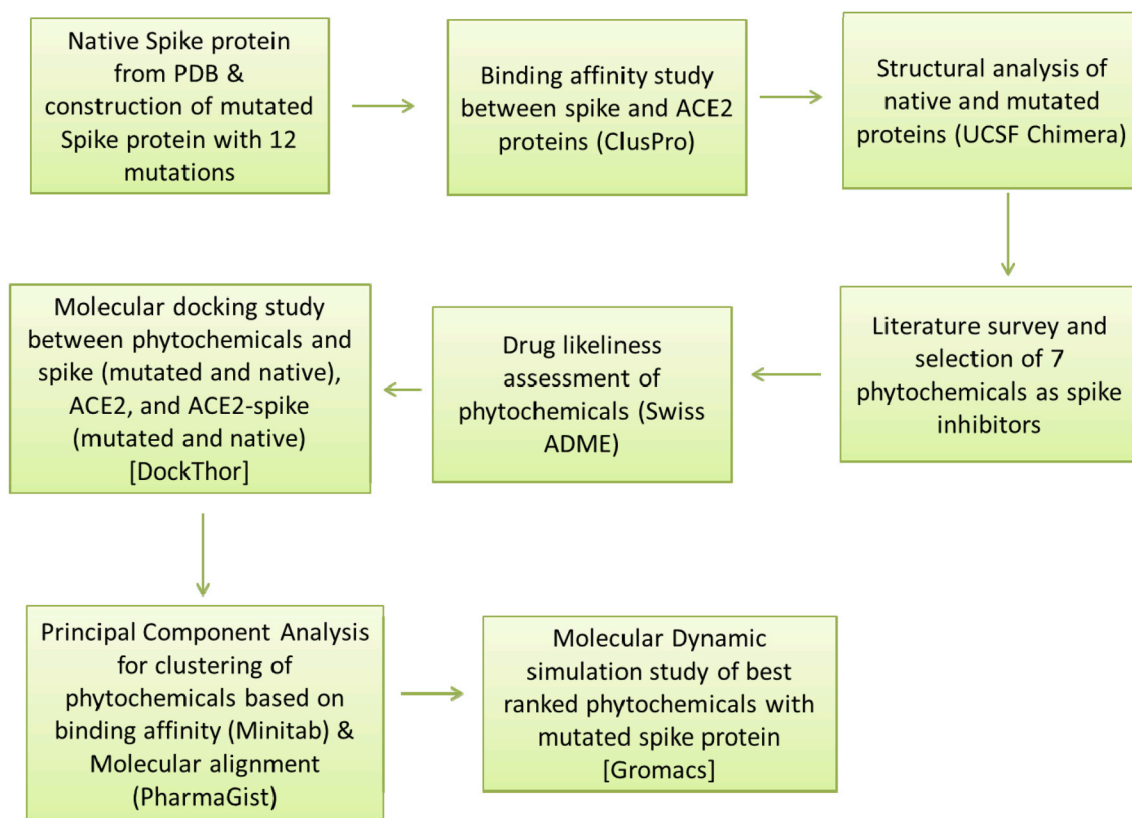 Native Spike protein
from PDB &
construction of mutated
Spike protein with 12
mutations
Binding affinity study
between spike and ACE2
proteins (ClusPro)
Structural analysis of
native and mutated
proteins (UCSF Chimera)
Literature survey and
selection of 7
phytochemicals as spike
inhibitors
Drug likeliness
assessment of
phytochemicals (Swiss
ADME)
Molecular docking study
between phytochemicals and
spike (mutated and native),
ACE2, and ACE2-spike
(mutated and native)
[DockThor]
Principal Component Analysis
for clustering of
phytochemicals based on
binding affinity (Minitab) &
Molecular alignment
(PharmaGist)
Molecular Dynamic
simulation study of best
ranked phytochemicals with
mutated spike protein
[Gromacs]